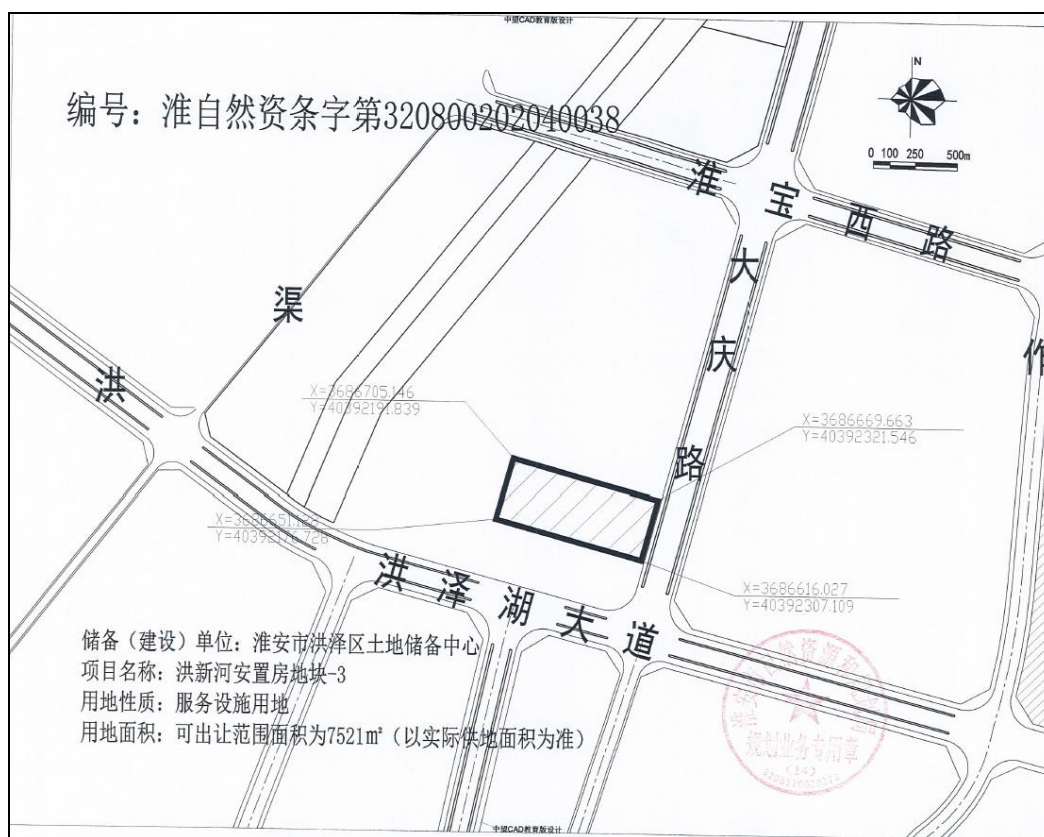 中望CAD教育版设计
编号：淮自然资条字第320800202040038
N
0 100 250 500m
淮宝西路
大庆路
渠
洪
作
X=3686705.146
Y=40392191.839
X=3686669.663
Y=40392321.546
Y=40392176.728
X=3686616.027
Y=40392307.109
洪泽湖大道
储备（建设）单位：淮安市洪泽区土地储备中心
项目名称：洪新河安置房地块-3
用地性质：服务设施用地
用地面积：可出让范围面积为7521㎡（以实际供地面积为准）
规划业务专用章
中望CAD教育版设计